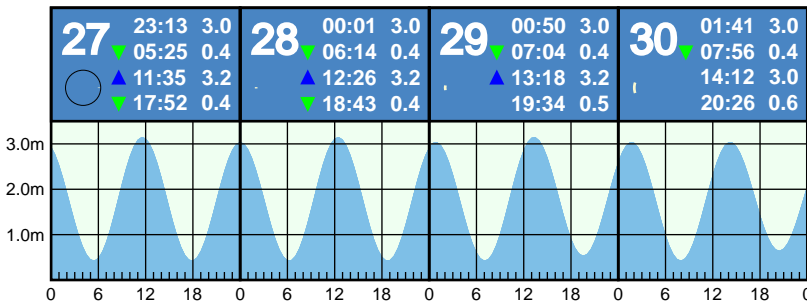 27 23:13 3.0
▼ 05:25 0.4
▲ 11:35 3.2
▼ 17:52 0.4
28 00:01 3.0
▼ 06:14 0.4
▲ 12:26 3.2
▼ 18:43 0.4
29 00:50 3.0
▼ 07:04 0.4
▲ 13:18 3.2
19:34 0.5
30 01:41 3.0
▼ 07:56 0.4
14:12 3.0
20:26 0.6
3.0m
2.0m
1.0m
0 6 12 18 0 6 12 18 0 6 12 18 0 6 12 18 0